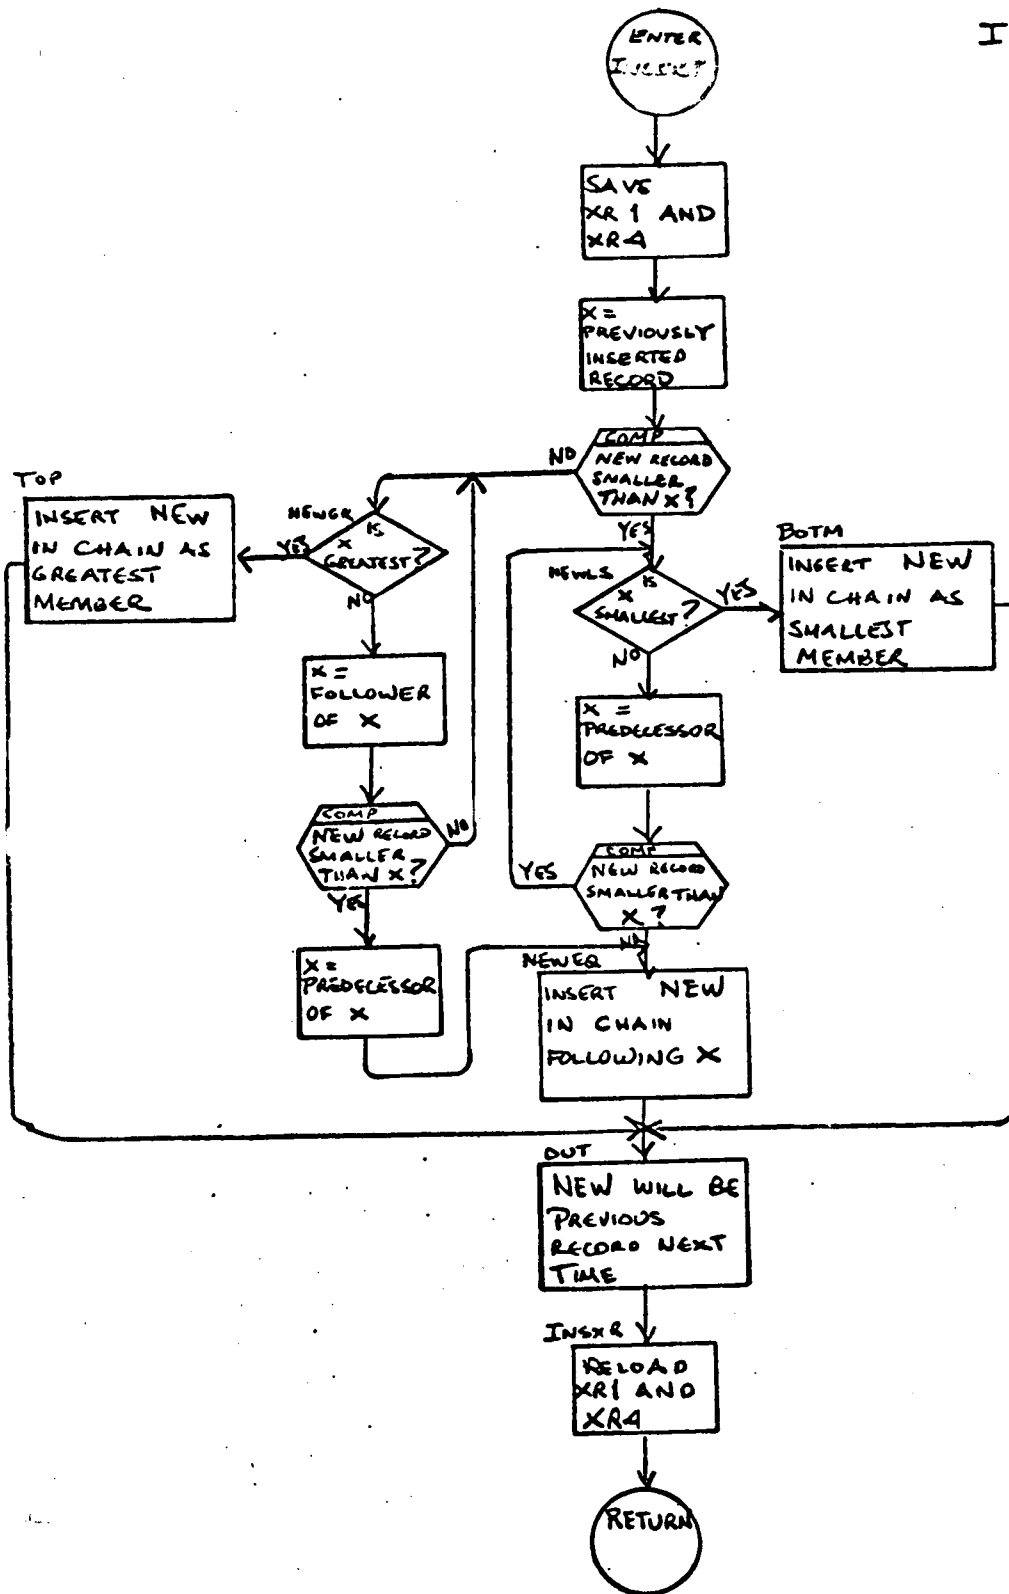 I
ENTER
INSERT
SAVE
XR 1 AND
XR4
X =
PREVIOUSLY
INSERTED
RECORD
COMP
NEW RECORD
SMALLER
THAN X?
NO
YES
TOP
INSERT NEW
IN CHAIN AS
GREATEST
MEMBER
NEWGR
IS
X
GREATEST?
YES
NO
X =
FOLLOWER
OF X
COMP
NEW RECORD
SMALLER
THAN X?
NO
YES
X =
PREDECESSOR
OF X
NEWLS
IS
X
SMALLEST?
YES
NO
BOTM
INSERT NEW
IN CHAIN AS
SMALLEST
MEMBER
X =
PREDECESSOR
OF X
COMP
NEW RECORD
SMALLER THAN
X?
YES
NO
NEWEQ
INSERT NEW
IN CHAIN
FOLLOWING X
OUT
NEW WILL BE
PREVIOUS
RECORD NEXT
TIME
INSXR
RELOAD
XR1 AND
XR4
RETURN